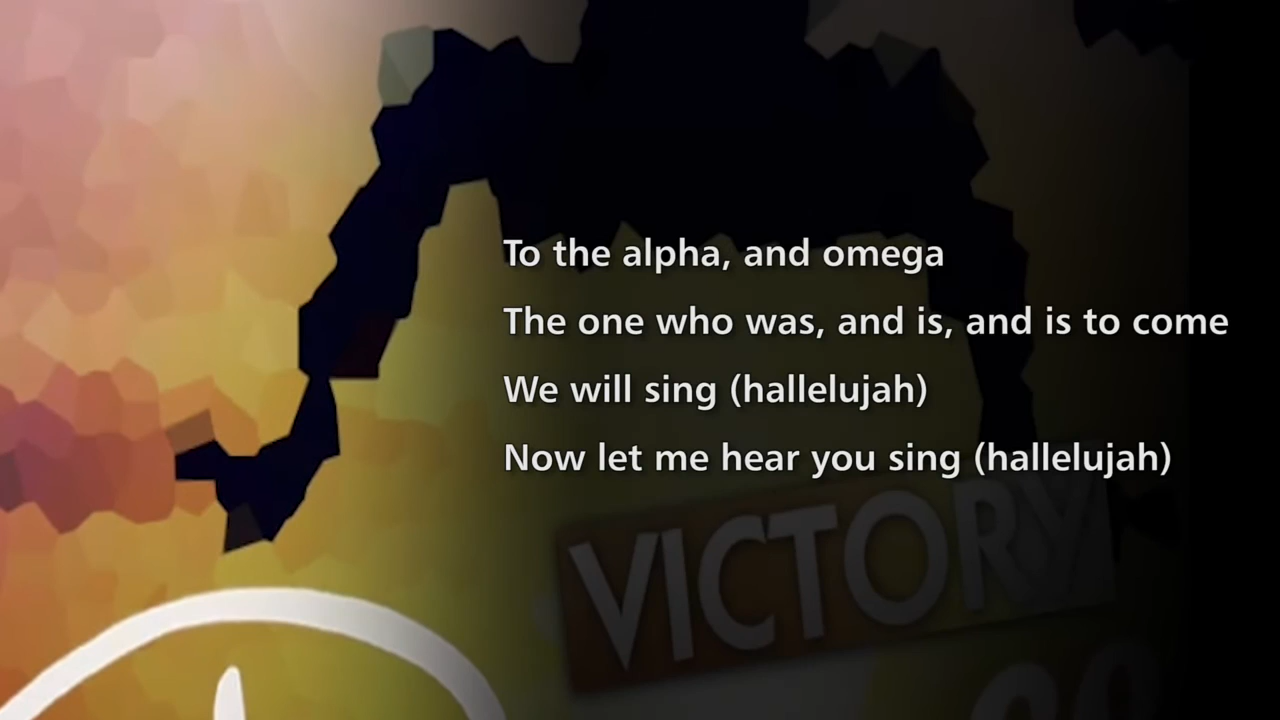 To the alpha, and omega
The one who was, and is, and is to come
We will sing (hallelujah)
Now let me hear you sing (hallelujah)
VICTORY